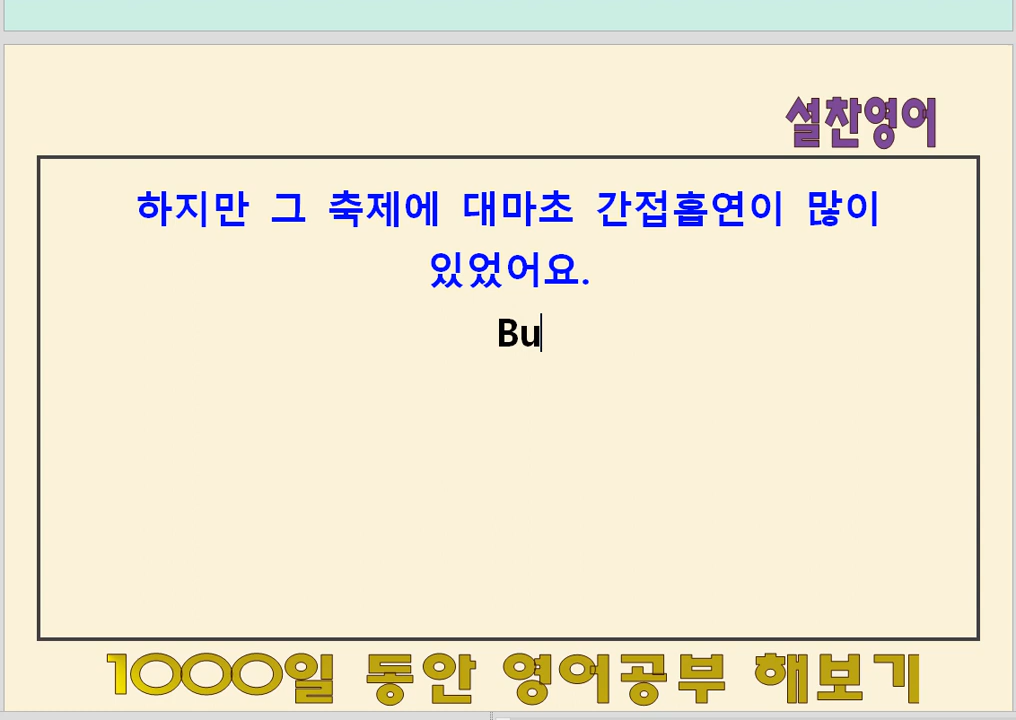 설찬영어
하지만 그 축제에 대마초 간접흡연이 많이
있었어요.
Bu
1000일 동안 영어공부 해보기